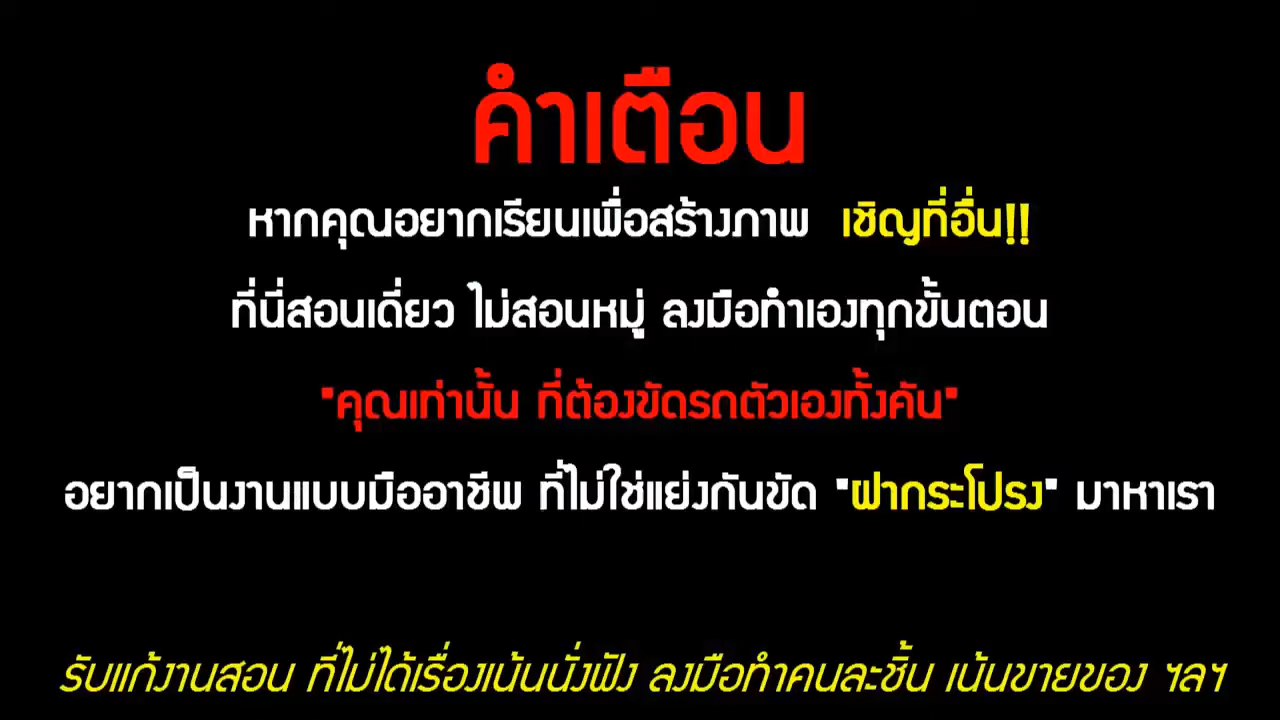 คำเตือน
หากคุณอยากเรียนเพื่อสร้างภาพ เชิญที่อื่น!!
ที่นี่สอนเดี่ยว ไม่สอนหมู่ ลงมือทำเองทุกขั้นตอน
"คุณเท่านั้น ที่ต้องขัดรถตัวเองทั้งคัน"
อยากเป็นงานแบบมืออาชีพ ที่ไม่ใช่แย่งกันขัด "ฝากระโปรง" มาหาเรา
รับแก้งานสอน ที่ไม่ได้เรื่องเน้นนั่งฟัง ลงมือทำคนละชิ้น เน้นขายของ ฯลฯ